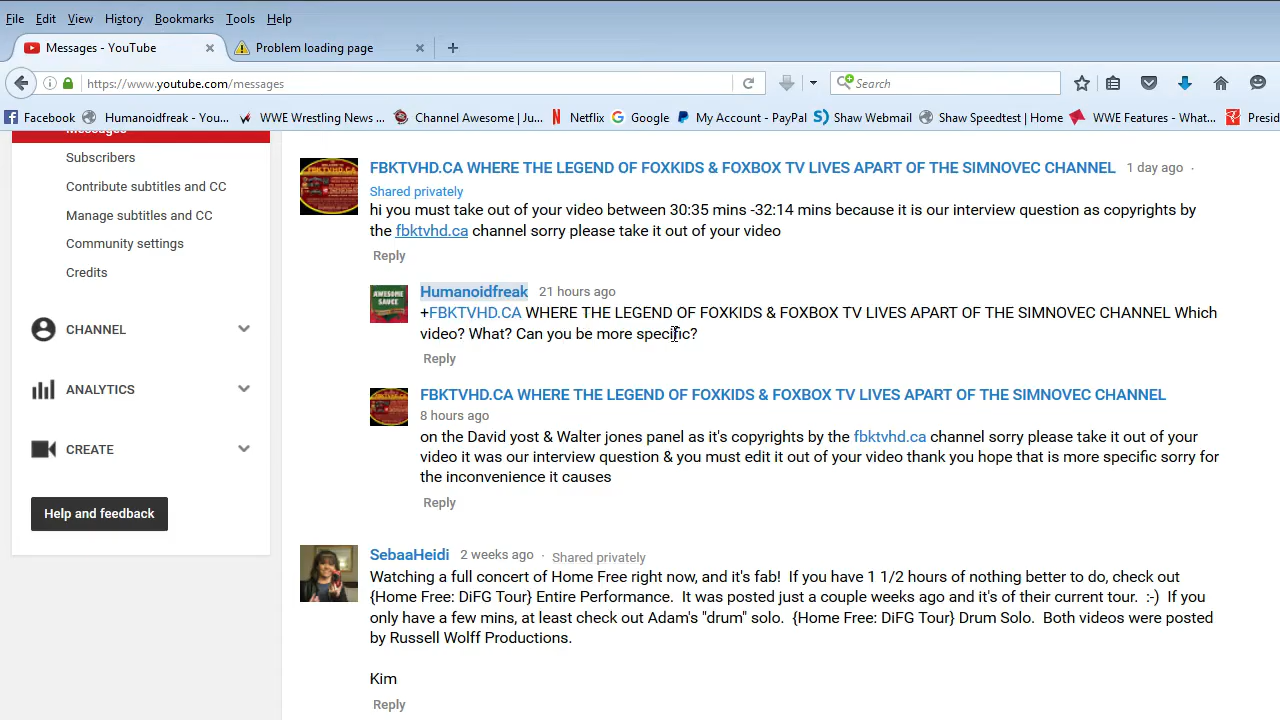 File Edit View History Bookmarks Tools Help
Messages - YouTube × Problem loading page × +
https://www.youtube.com/messages Search
Facebook Humanoidfreak - You... WWE Wrestling News ... Channel Awesome | Ju... Netflix Google My Account - PayPal Shaw Webmail Shaw Speedtest | Home WWE Features - What... Presid
Messages
Subscribers
Contribute subtitles and CC
Manage subtitles and CC
Community settings
Credits
CHANNEL
ANALYTICS
CREATE
Help and feedback
FBKTVHD.CA WHERE THE LEGEND OF FOXKIDS & FOXBOX TV LIVES APART OF THE SIMNOVEC CHANNEL 1 day ago ·
Shared privately
hi you must take out of your video between 30:35 mins -32:14 mins because it is our interview question as copyrights by
the fbktvhd.ca channel sorry please take it out of your video
Reply
AWESOME
SAUCE
Humanoidfreak 21 hours ago
+FBKTVHD.CA WHERE THE LEGEND OF FOXKIDS & FOXBOX TV LIVES APART OF THE SIMNOVEC CHANNEL Which
video? What? Can you be more specific?
Reply
FBKTVHD.CA WHERE THE LEGEND OF FOXKIDS & FOXBOX TV LIVES APART OF THE SIMNOVEC CHANNEL
8 hours ago
on the David yost & Walter jones panel as it's copyrights by the fbktvhd.ca channel sorry please take it out of your
video it was our interview question & you must edit it out of your video thank you hope that is more specific sorry for
the inconvenience it causes
Reply
SebaaHeidi 2 weeks ago · Shared privately
Watching a full concert of Home Free right now, and it's fab! If you have 1 1/2 hours of nothing better to do, check out
{Home Free: DiFG Tour} Entire Performance. It was posted just a couple weeks ago and it's of their current tour. :-) If you
only have a few mins, at least check out Adam's "drum" solo. {Home Free: DiFG Tour} Drum Solo. Both videos were posted
by Russell Wolff Productions.
Kim
Reply